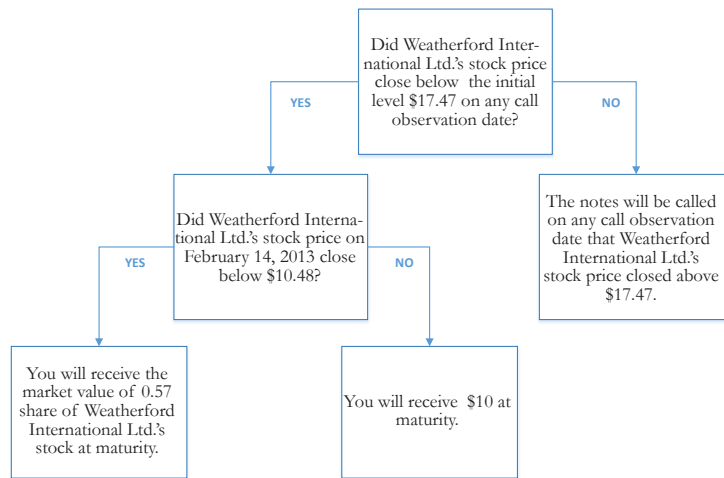 Did Weatherford Inter-
national Ltd.'s stock price
close below the initial
level $17.47 on any call
observation date?
YES
NO
Did Weatherford Interna-
tional Ltd.'s stock price on
February 14, 2013 close
below $10.48?
The notes will be called
on any call observation
date that Weatherford
International Ltd.'s
stock price closed above
$17.47.
YES
NO
You will receive the
market value of 0.57
share of Weatherford
International Ltd.'s
stock at maturity.
You will receive $10 at
maturity.